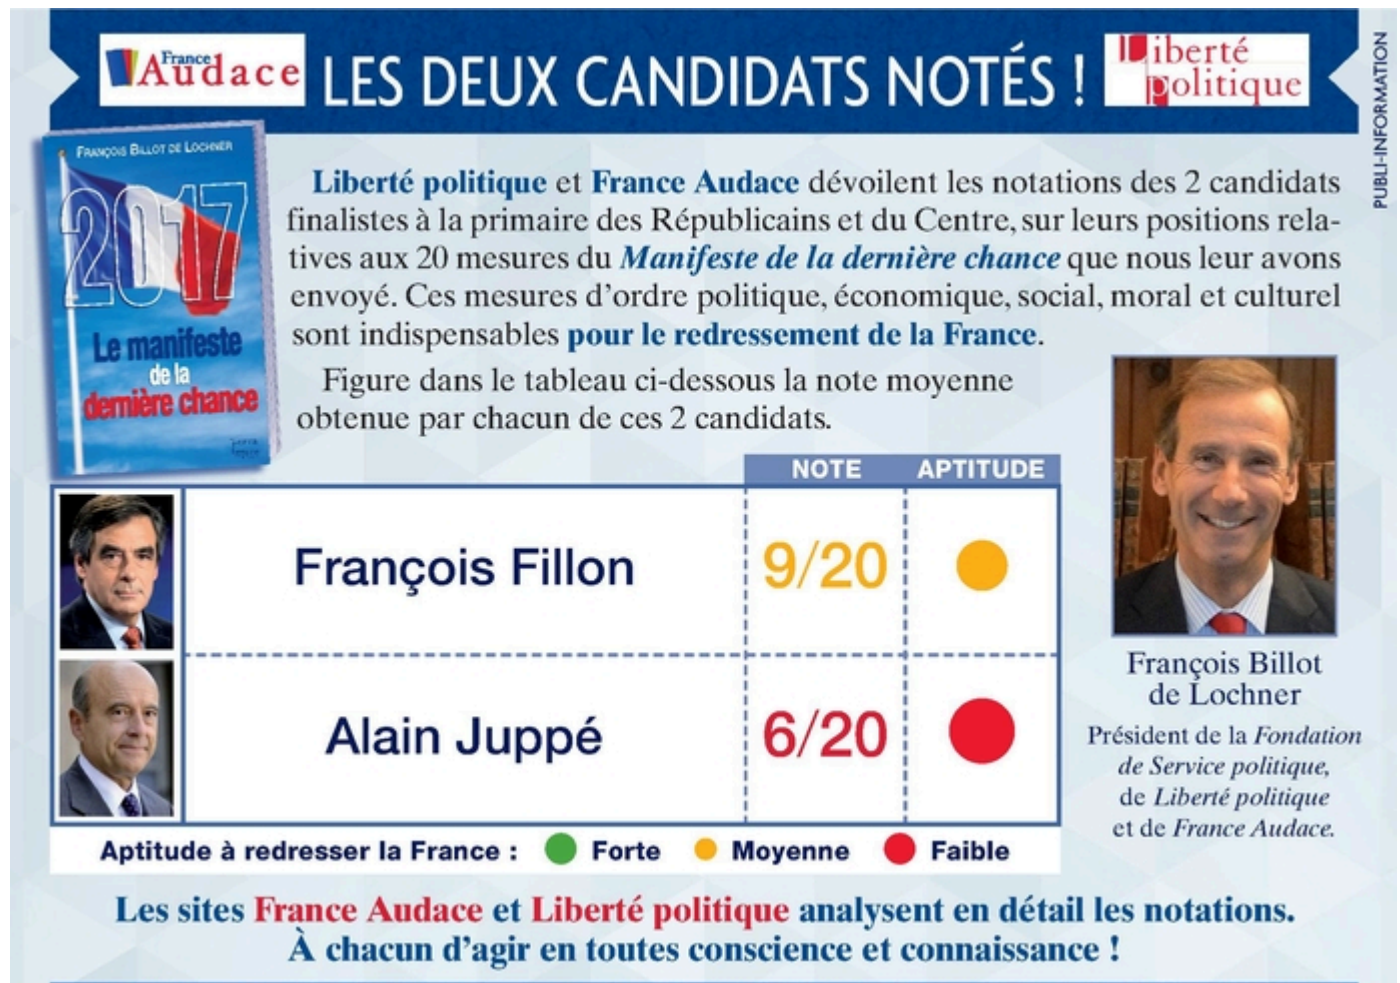 France
Audace
LES DEUX CANDIDATS NOTÉS !
Liberté
politique
PUBLI-INFORMATION
FRANÇOIS BILLOT DE LOCHNER
2017
Le manifeste
de la
dernière chance
Liberté politique et France Audace dévoilent les notations des 2 candidats
finalistes à la primaire des Républicains et du Centre, sur leurs positions rela-
tives aux 20 mesures du Manifeste de la dernière chance que nous leur avons
envoyé. Ces mesures d'ordre politique, économique, social, moral et culturel
sont indispensables pour le redressement de la France.
Figure dans le tableau ci-dessous la note moyenne
obtenue par chacun de ces 2 candidats.
NOTE APTITUDE
François Fillon 9/20
Alain Juppé 6/20
Aptitude à redresser la France : Forte Moyenne Faible
François Billot
de Lochner
Président de la Fondation
de Service politique,
de Liberté politique
et de France Audace.
Les sites France Audace et Liberté politique analysent en détail les notations.
À chacun d'agir en toutes conscience et connaissance !